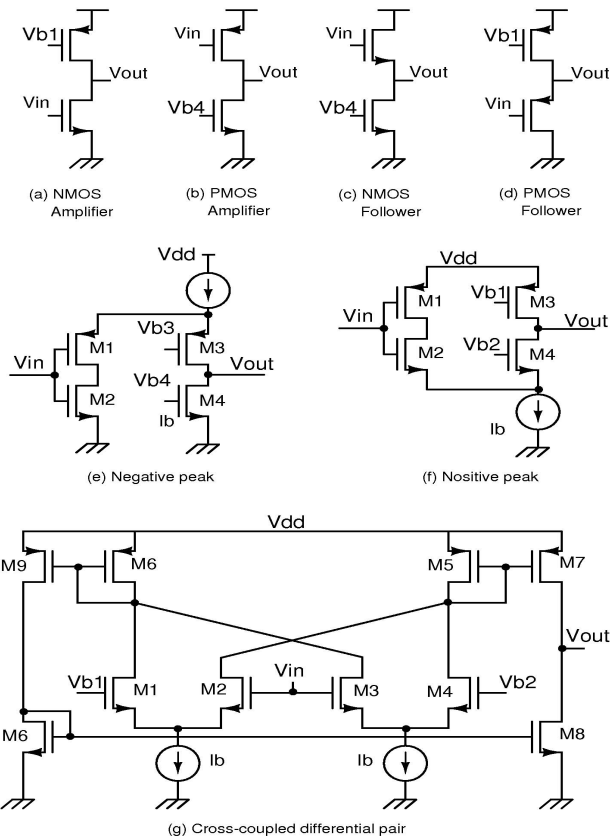 Vb1
Vout
Vin
(a) NMOS
Amplifier
Vin
Vout
Vb4
(b) PMOS
Amplifier
Vin
Vout
Vb4
(c) NMOS
Follower
Vb1
Vout
Vin
(d) PMOS
Follower
Vdd
Vb3
M1
M3
Vin
Vout
Vb4
M2
M4
Ib
(e) Negative peak
Vdd
M1
Vb1
M3
Vin
Vout
M2
Vb2
M4
Ib
(f) Nositive peak
Vdd
M9
M6
M5
M7
Vout
Vin
Vb1
M1
M2
M3
M4
Vb2
M6
M8
Ib
Ib
(g) Cross-coupled differential pair